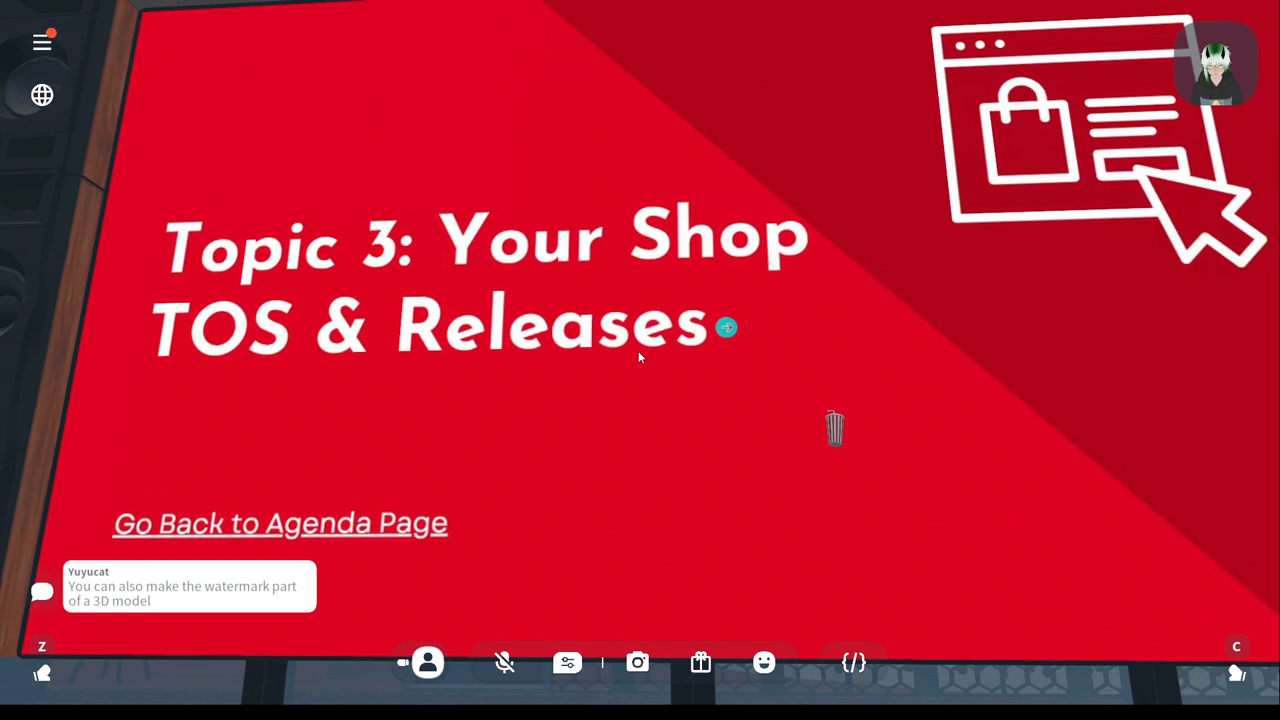 Topic 3: Your Shop
TOS & Releases
Go Back to Agenda Page
Yuyucat
You can also make the watermark part
of a 3D model
Z
C
{/}